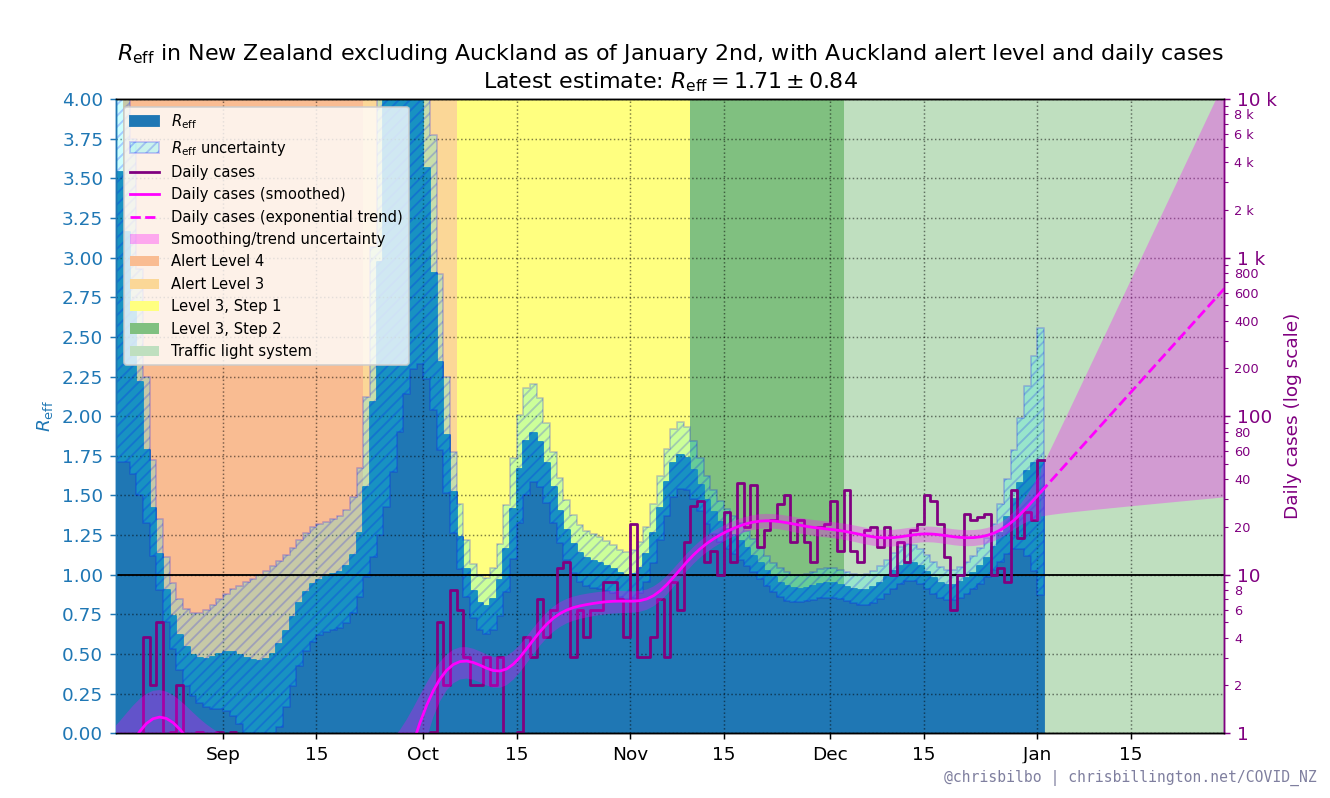 R_eff in New Zealand excluding Auckland as of January 2nd, with Auckland alert level and daily cases
Latest estimate: R_eff = 1.71 ± 0.84
R_eff
R_eff uncertainty
Daily cases
Daily cases (smoothed)
Daily cases (exponential trend)
Smoothing/trend uncertainty
Alert Level 4
Alert Level 3
Level 3, Step 1
Level 3, Step 2
Traffic light system
R_eff
4.00
3.75
3.50
3.25
3.00
2.75
2.50
2.25
2.00
1.75
1.50
1.25
1.00
0.75
0.50
0.25
0.00
Sep 15 Oct 15 Nov 15 Dec 15 Jan 15
10 k
8 k
6 k
4 k
2 k
1 k
800
600
400
200
100
80
60
40
20
10
8
6
4
2
1
Daily cases (log scale)
@chrisbilbo | chrisbillington.net/COVID_NZ